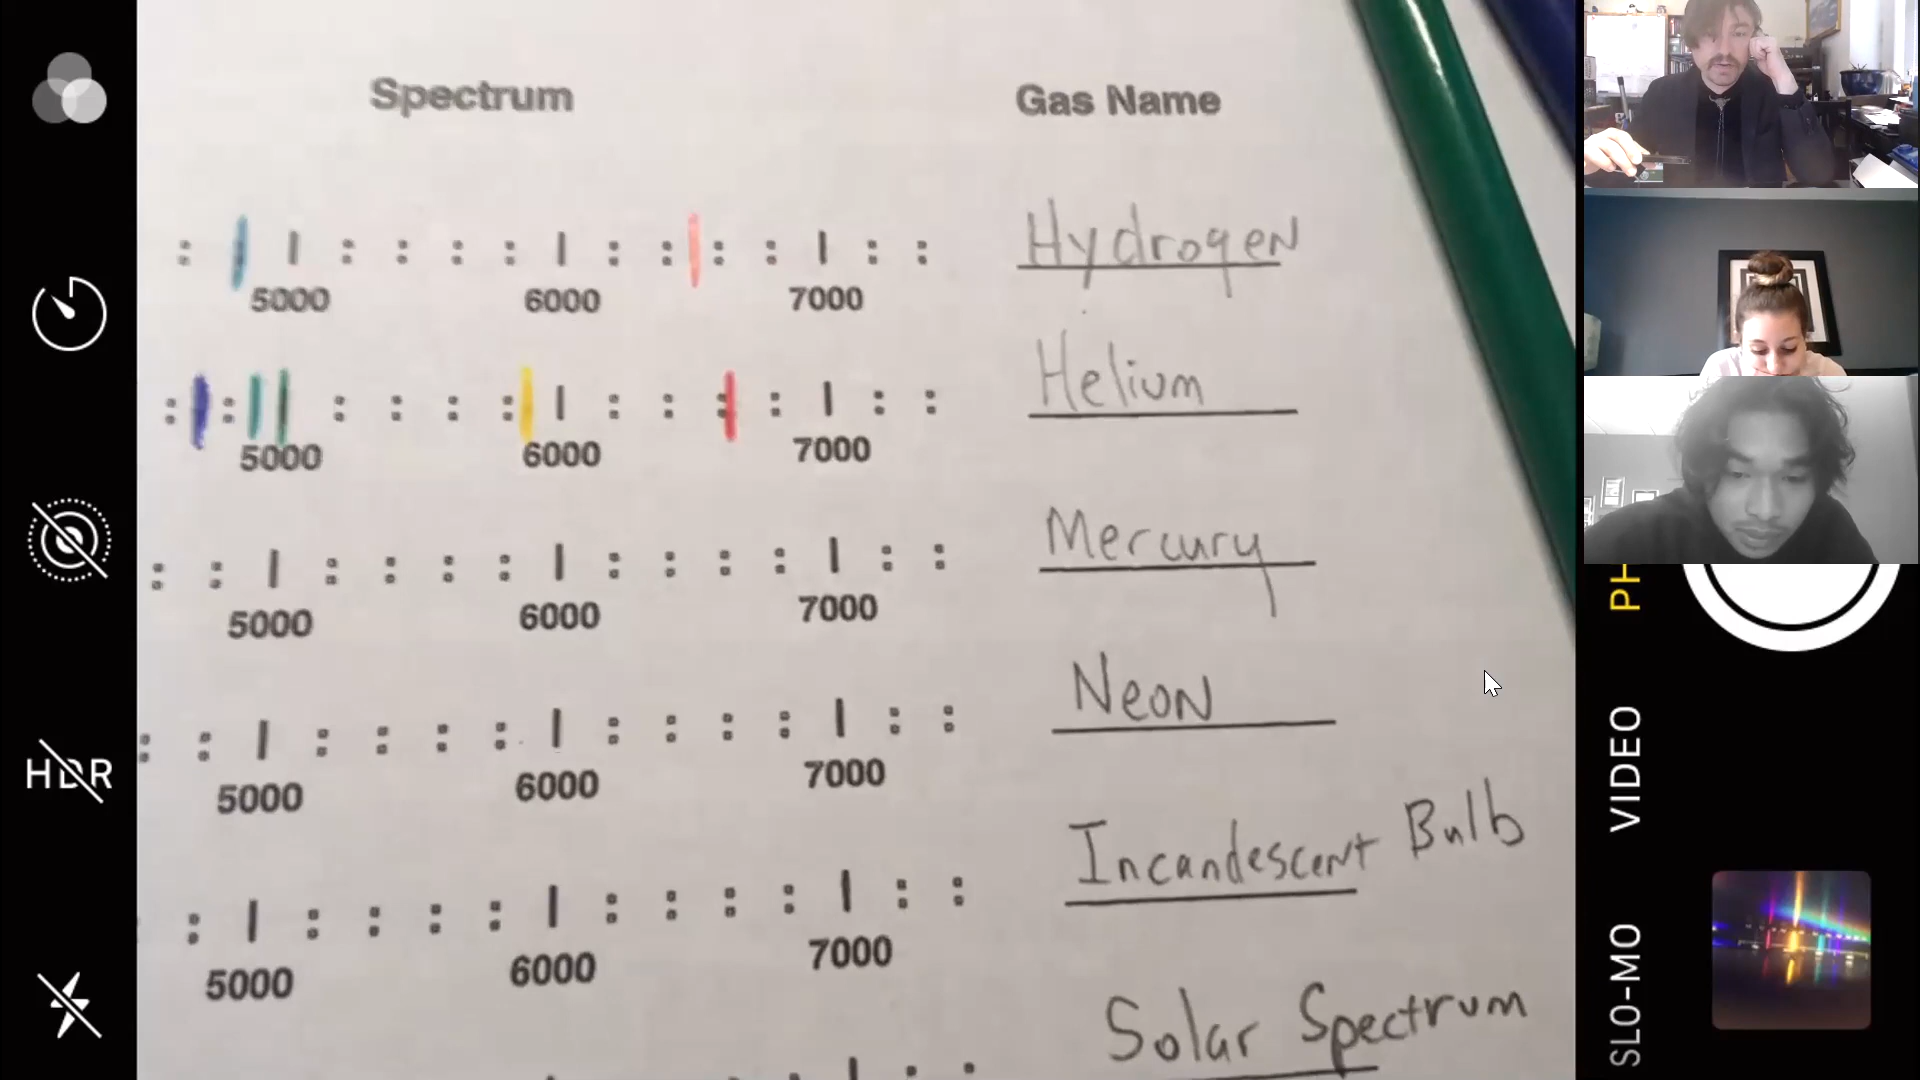 Spectrum Gas Name
Hydrogen
5000 6000 7000
Helium
5000 6000 7000
Mercury
5000 6000 7000
Neon
5000 6000 7000
Incandescent Bulb
5000 6000 7000
Solar Spectrum
HDR
VIDEO
SLO-MO